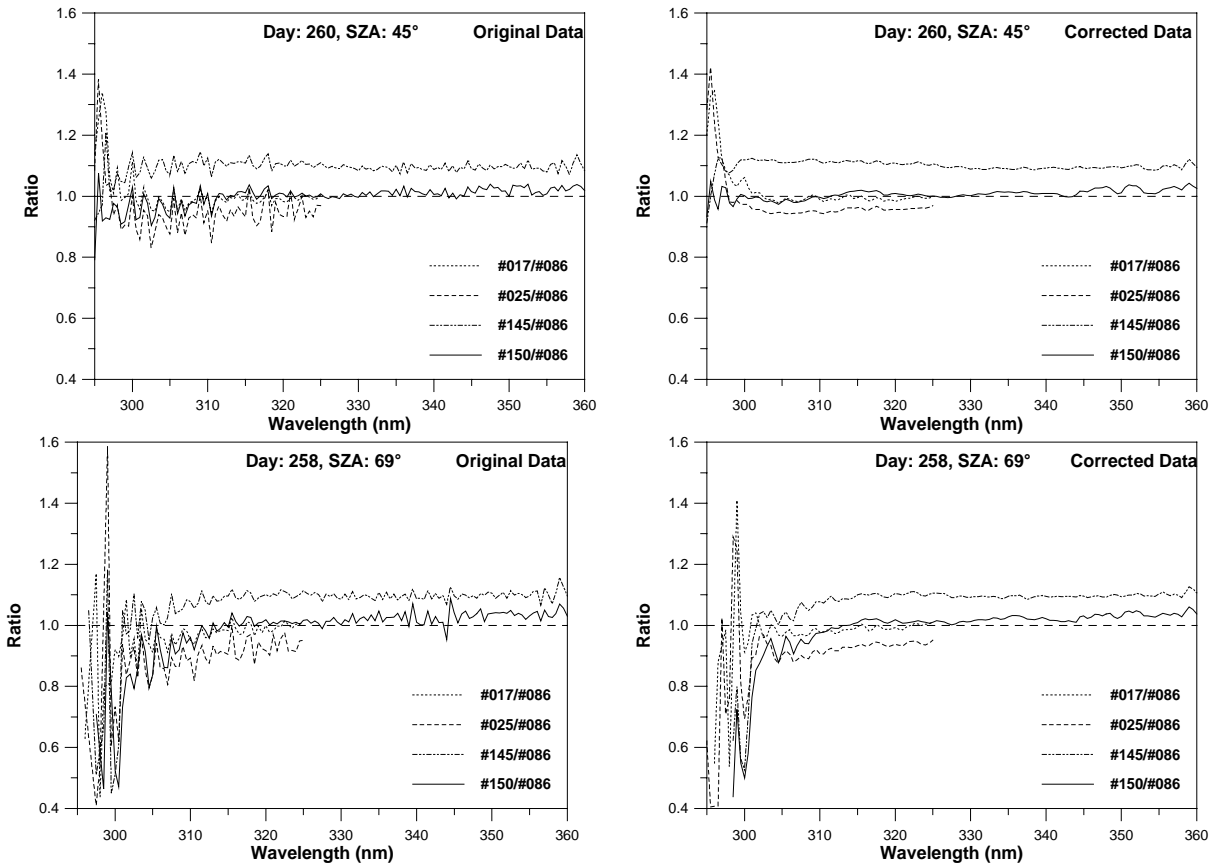 Day: 260, SZA: 45° Original Data
1.6
1.4
1.2
1.0
0.8
0.6
0.4
Ratio
#017/#086
#025/#086
#145/#086
#150/#086
300 310 320 330 340 350 360
Wavelength (nm)
Day: 260, SZA: 45° Corrected Data
1.6
1.4
1.2
1.0
0.8
0.6
0.4
Ratio
#017/#086
#025/#086
#145/#086
#150/#086
300 310 320 330 340 350 360
Wavelength (nm)
Day: 258, SZA: 69° Original Data
1.6
1.4
1.2
1.0
0.8
0.6
0.4
Ratio
#017/#086
#025/#086
#145/#086
#150/#086
300 310 320 330 340 350 360
Wavelength (nm)
Day: 258, SZA: 69° Corrected Data
1.6
1.4
1.2
1.0
0.8
0.6
0.4
Ratio
#017/#086
#025/#086
#145/#086
#150/#086
300 310 320 330 340 350 360
Wavelength (nm)